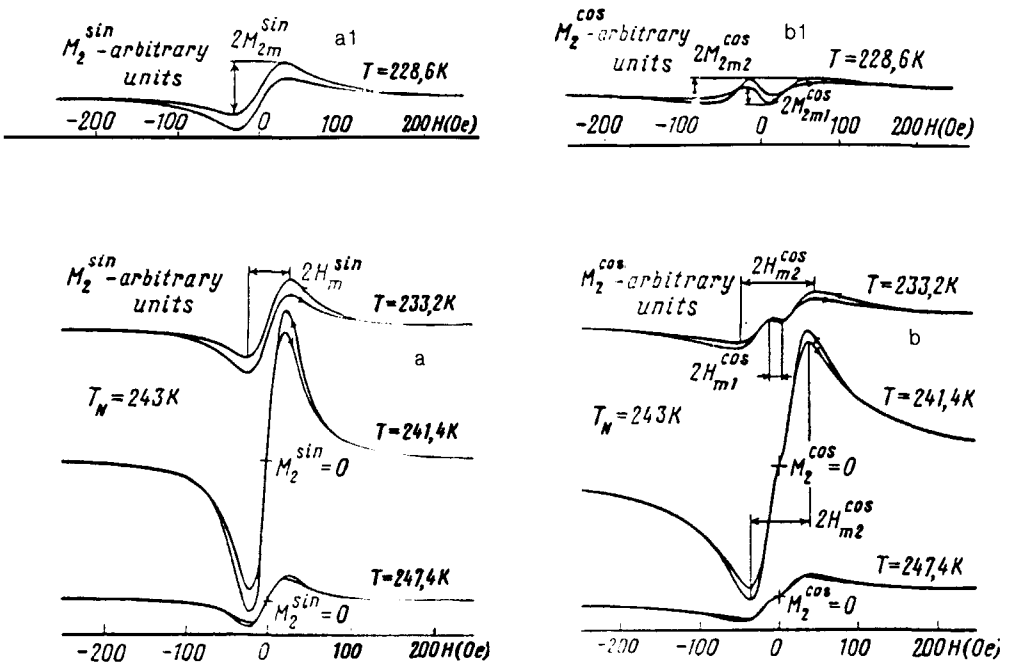 M₂ˢⁱⁿ-arbitrary units
2M₂ₘˢⁱⁿ
a1
T=228,6K
-200 -100 0 100 200 H(Oe)
M₂ᶜᵒˢ-arbitrary units
2M₂ₘ₂ᶜᵒˢ
b1
T=228,6K
2M₂ₘ₁ᶜᵒˢ
-200 -100 0 100 200 H(Oe)
M₂ˢⁱⁿ-arbitrary units
2Hₘˢⁱⁿ
T=233,2K
a
T_N=243K
T=241,4K
M₂ˢⁱⁿ=0
T=247,4K
M₂ˢⁱⁿ=0
-200 -100 0 100 200 H(Oe)
M₂ᶜᵒˢ-arbitrary units
2Hₘ₂ᶜᵒˢ
T=233,2K
b
2Hₘ₁ᶜᵒˢ
T_N=243K
T=241,4K
M₂ᶜᵒˢ=0
2Hₘ₂ᶜᵒˢ
T=247,4K
M₂ᶜᵒˢ=0
-200 -100 0 100 200 H(Oe)